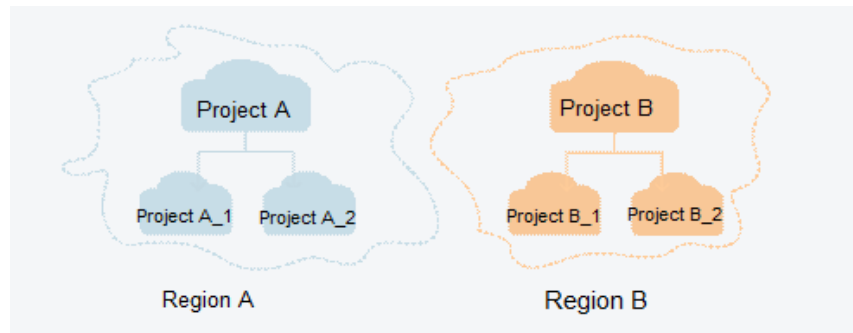 Project A
Project B
Project A_1
Project A_2
Project B_1
Project B_2
Region A
Region B